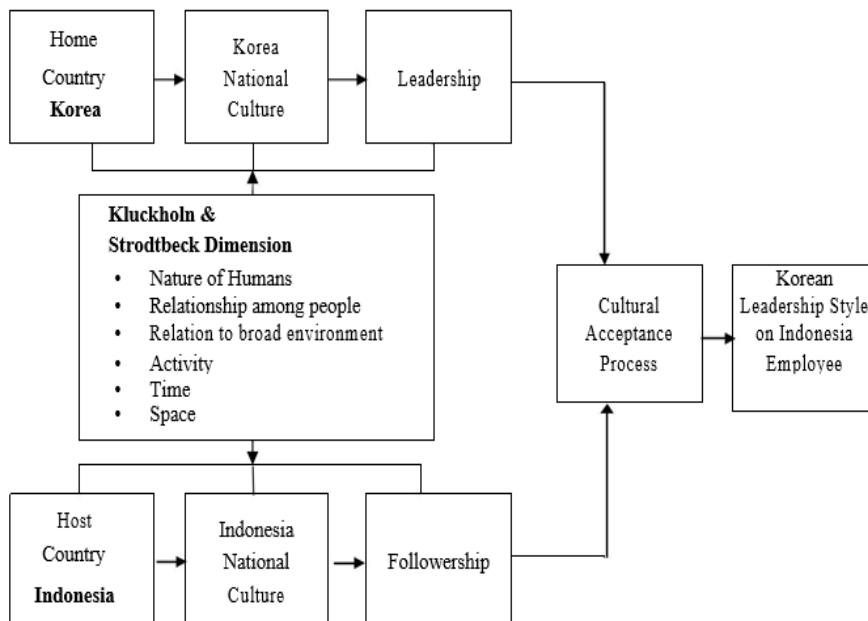 Home
Country
Korea
Korea
National
Culture
Leadership
Kluckholn &
Strodtbeck Dimension
• Nature of Humans
• Relationship among people
• Relation to broad environment
• Activity
• Time
• Space
Cultural
Acceptance
Process
Korean
Leadership Style
on Indonesia
Employee
Host
Country
Indonesia
Indonesia
National
Culture
Followership